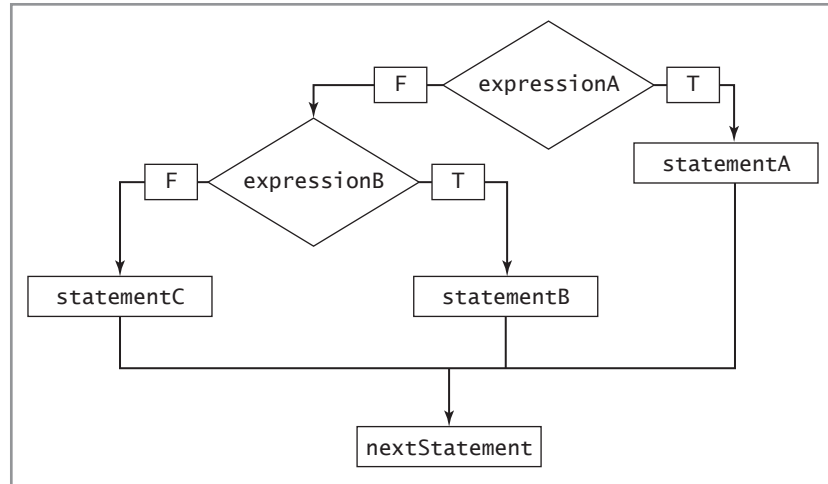 F
expressionA
T
statementA
F
expressionB
T
statementC
statementB
nextStatement